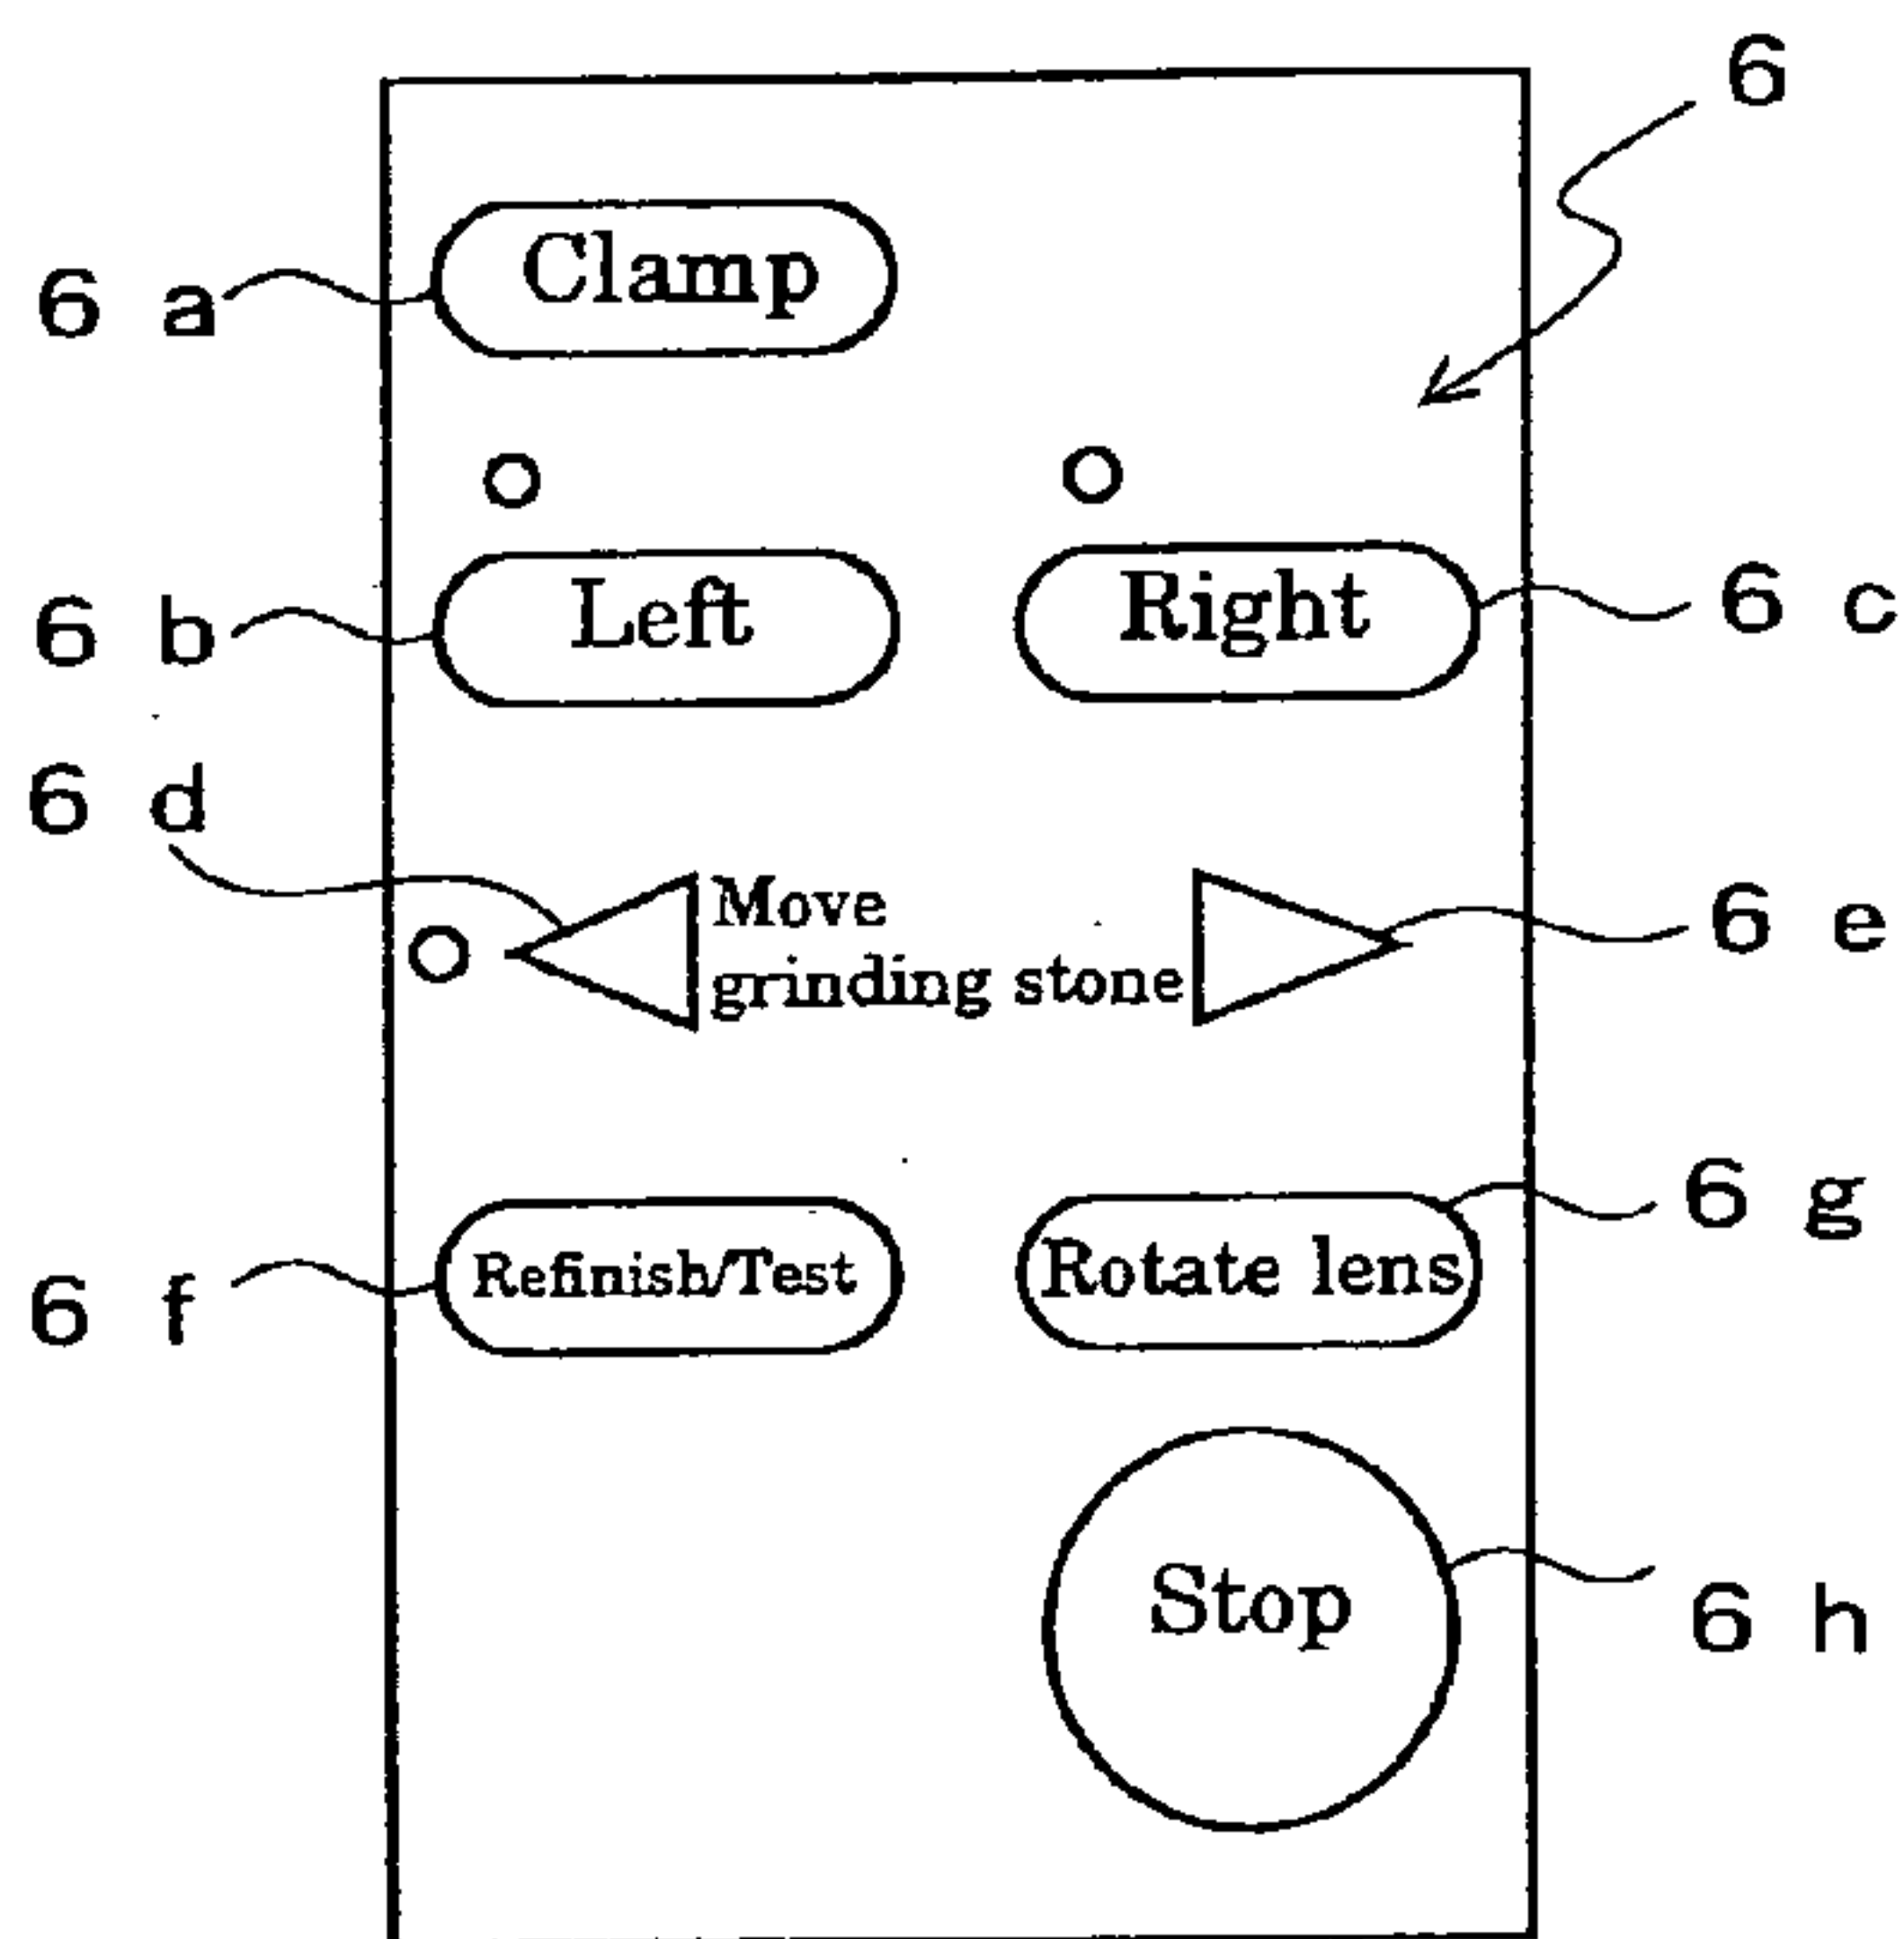 6
Clamp
6 a
Left
Right
6 b
6 c
6 d
Move
grinding stone
6 e
Refinish/Test
Rotate lens
6 f
6 g
Stop
6 h